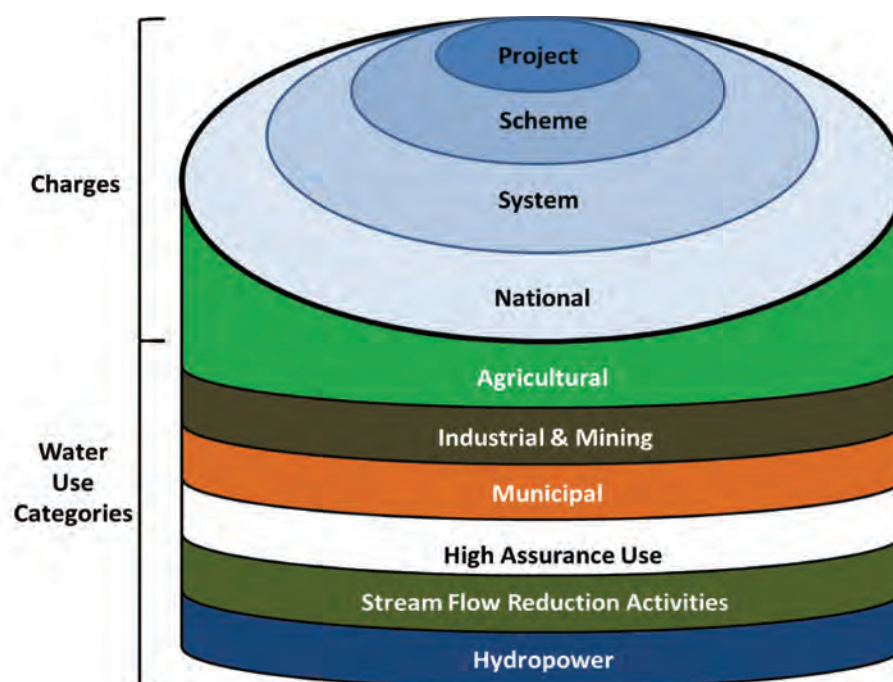 Project
Scheme
Charges
System
National
Agricultural
Industrial & Mining
Water
Use
Categories
Municipal
High Assurance Use
Stream Flow Reduction Activities
Hydropower